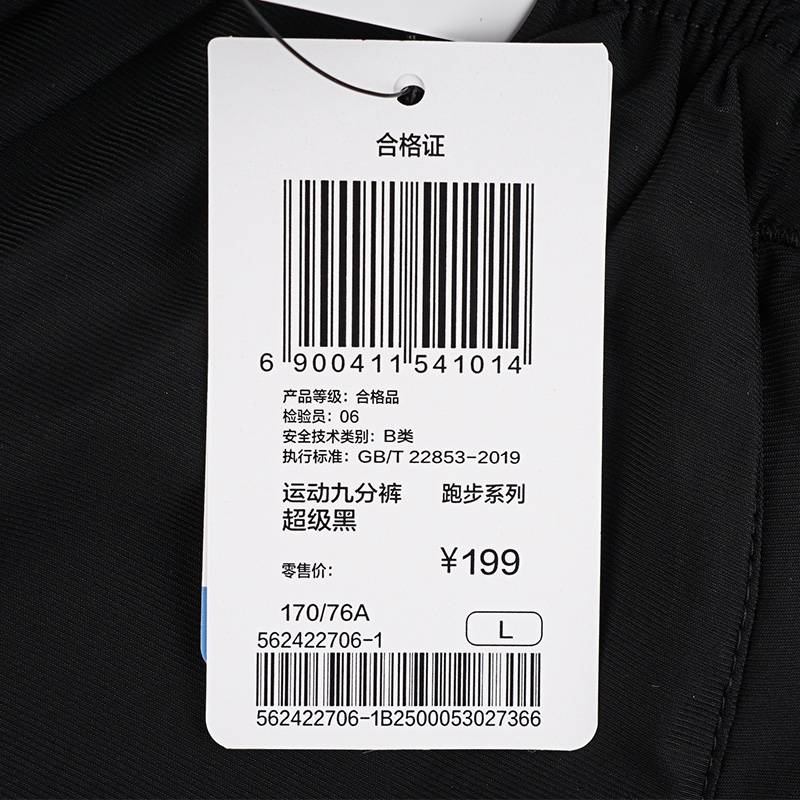 合格证
6 900411 541014
产品等级：合格品
检验员：06
安全技术类别：B类
执行标准：GB/T 22853-2019
运动九分裤 跑步系列
超级黑
零售价： ¥199
170/76A
562422706-1 L
562422706-1B2500053027366